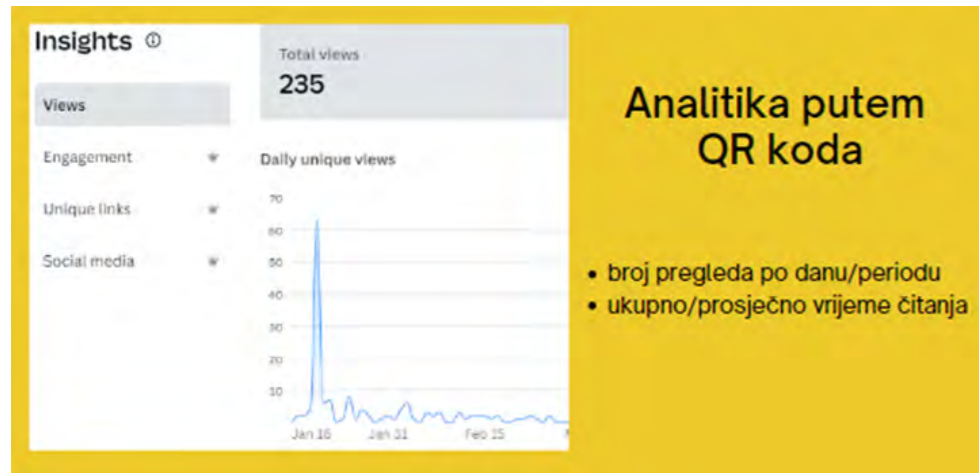 Insights
Total views
235
Views
Engagement
Unique links
Social media
Daily unique views
70
60
50
40
30
20
10
Jan 16
Jan 31
Feb 15
Analitika putem
QR koda
• broj pregleda po danu/periodu
• ukupno/prosječno vrijeme čitanja